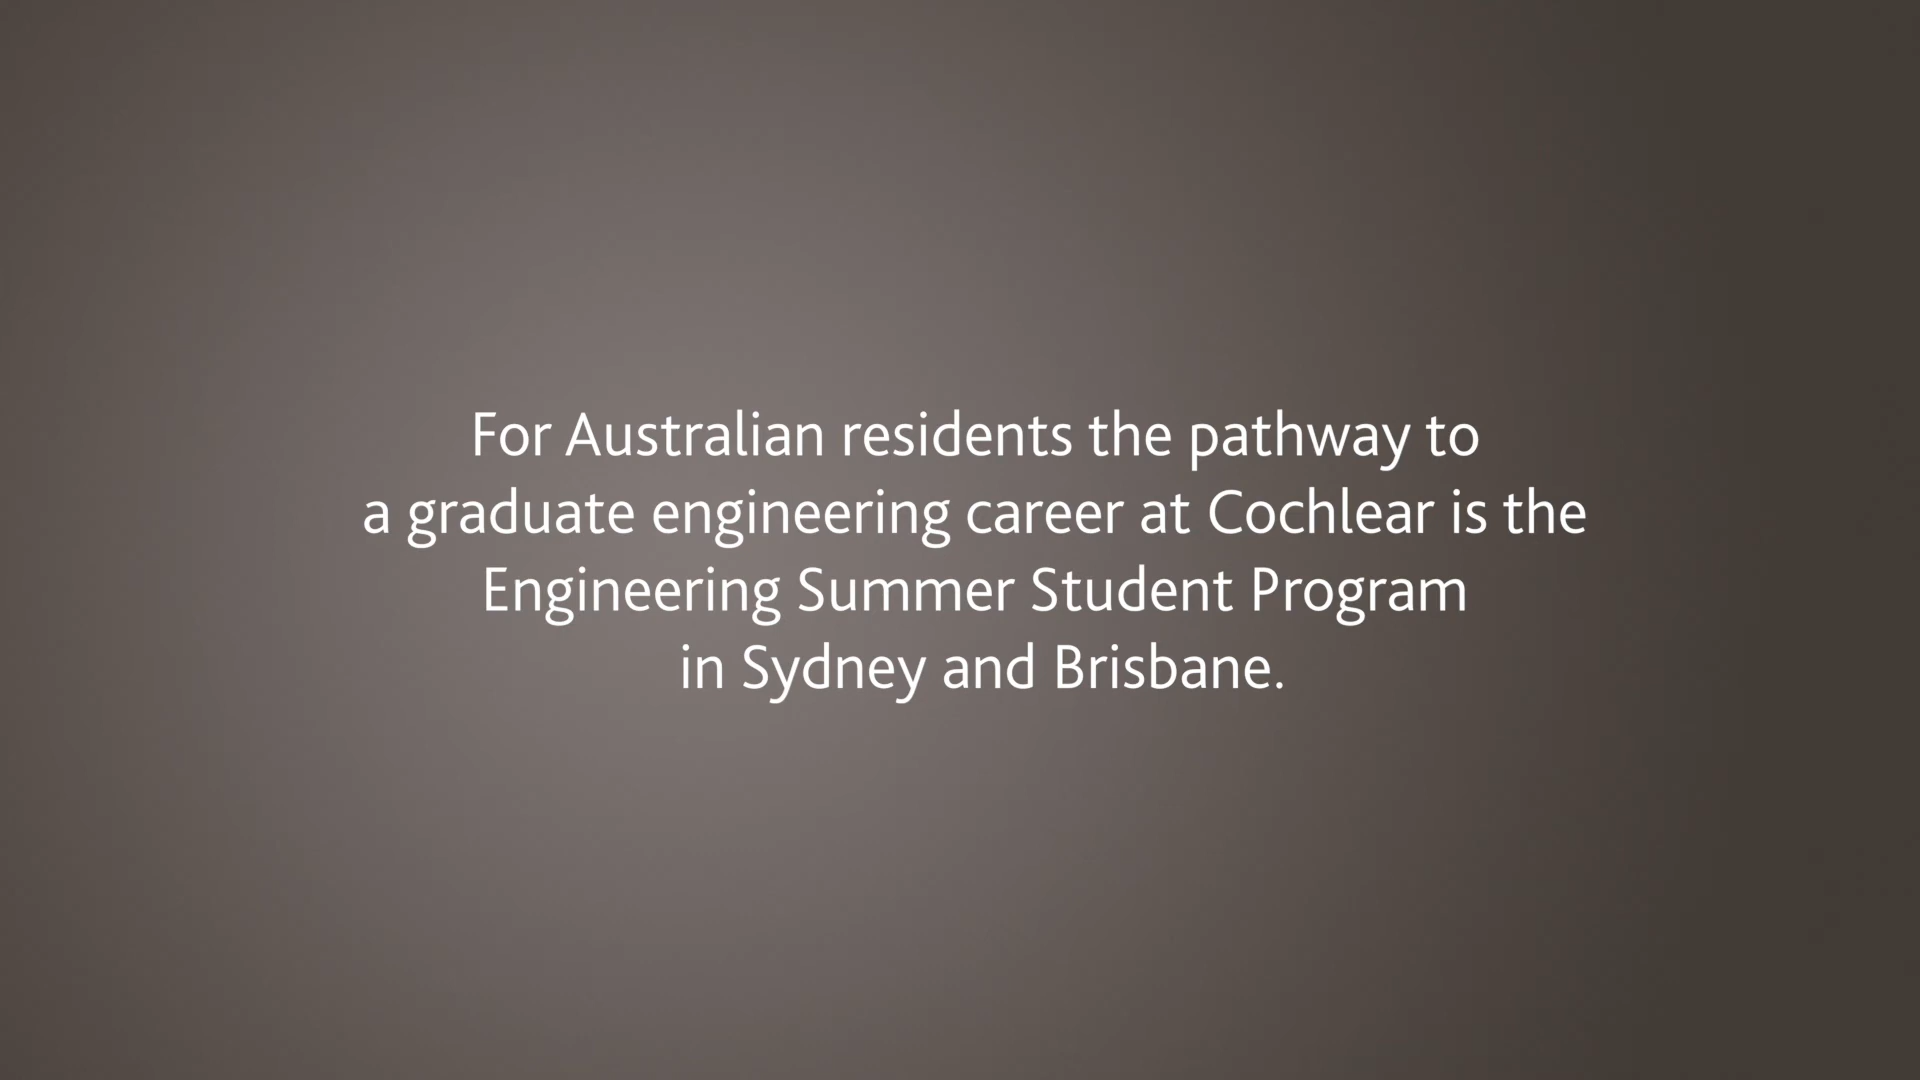 For Australian residents the pathway to
a graduate engineering career at Cochlear is the
Engineering Summer Student Program
in Sydney and Brisbane.